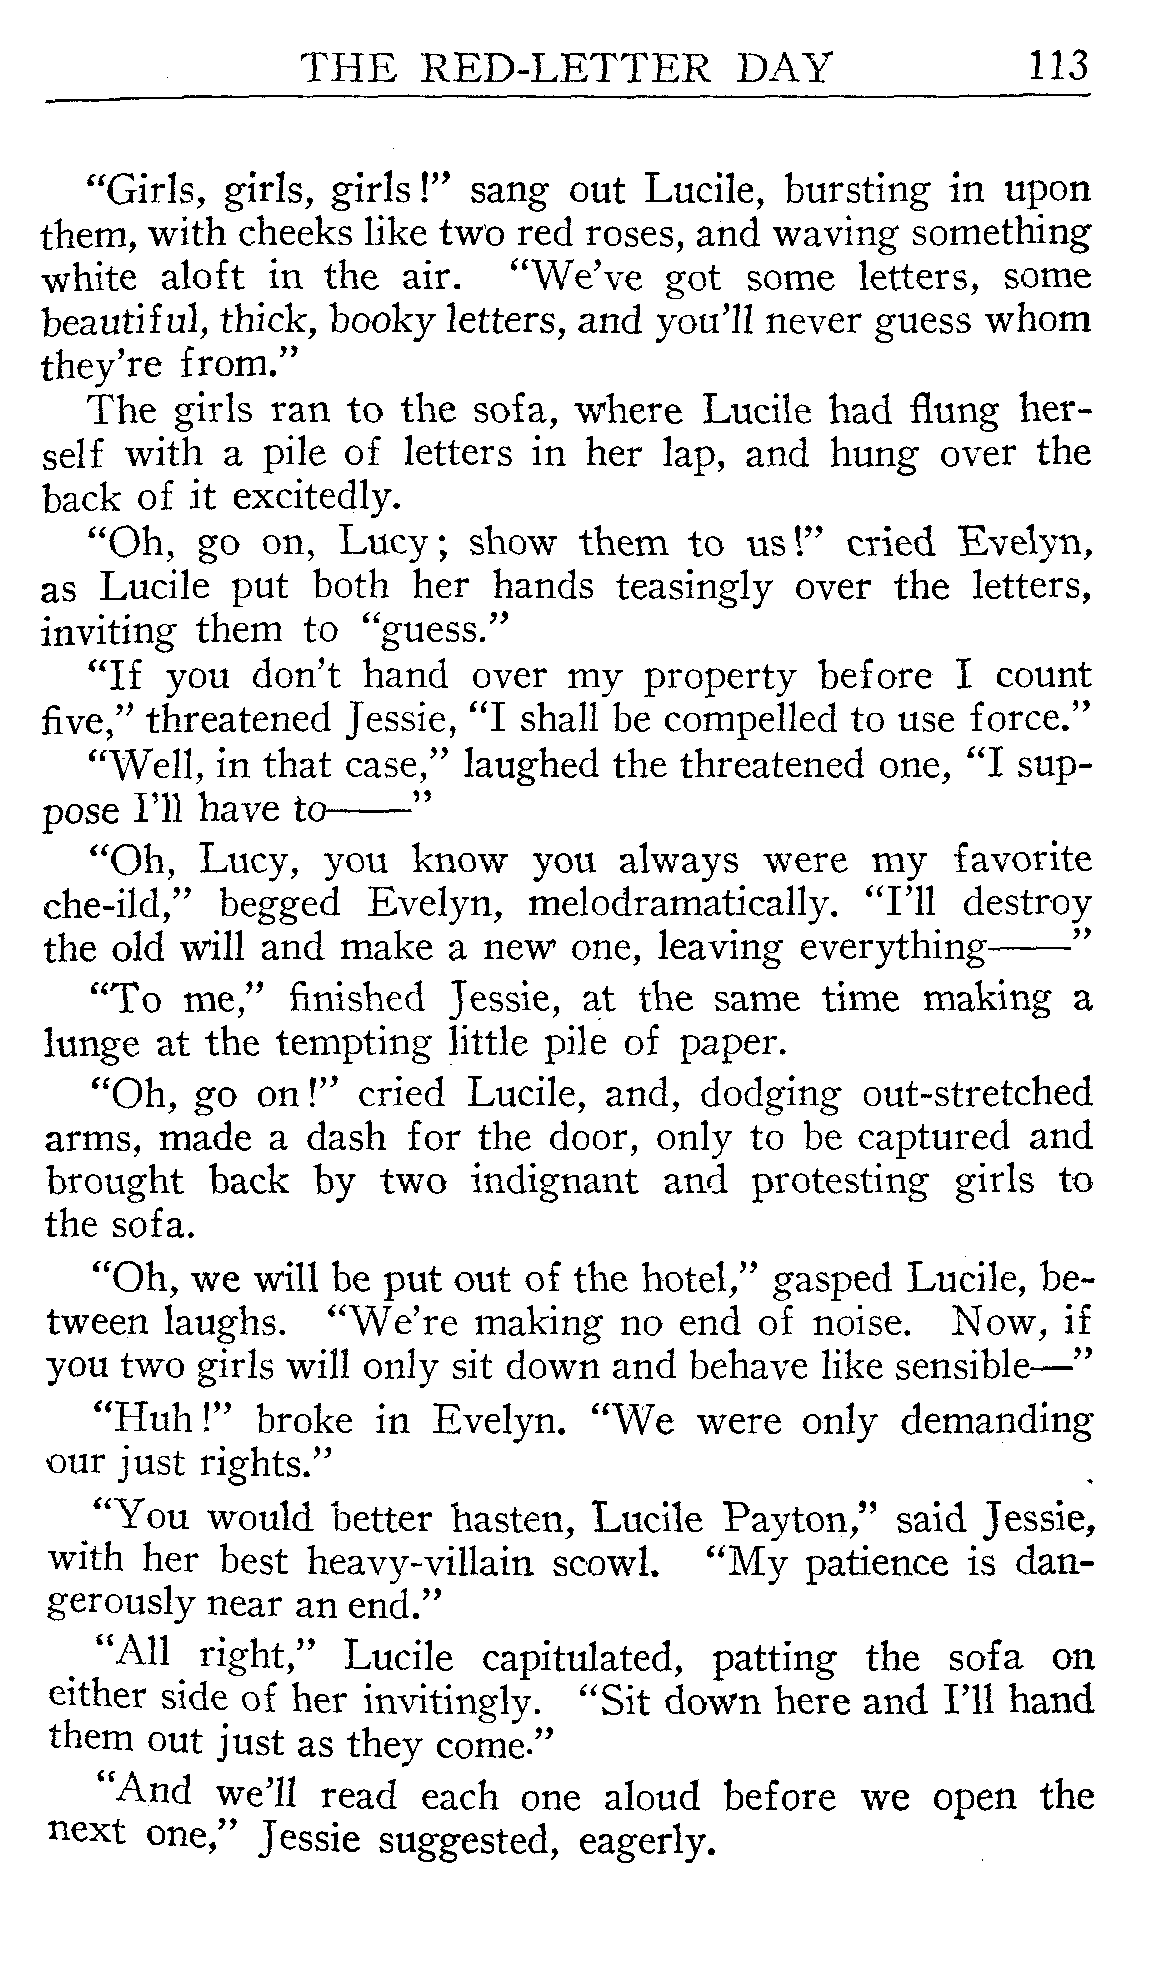 THE RED-LETTER DAY 113
“Girls, girls, girls!” sang out Lucile, bursting in upon
them, with cheeks like two red roses, and waving something
white aloft in the air. “We’ve got some letters, some
beautiful, thick, booky letters, and you’ll never guess whom
they’re from.”
The girls ran to the sofa, where Lucile had flung her-
self with a pile of letters in her lap, and hung over the
back of it excitedly.
“Oh, go on, Lucy; show them to us!” cried Evelyn,
as Lucile put both her hands teasingly over the letters,
inviting them to “guess.”
“If you don’t hand over my property before I count
five,” threatened Jessie, “I shall be compelled to use force.”
“Well, in that case,” laughed the threatened one, “I sup-
pose I’ll have to——”
“Oh, Lucy, you know you always were my favorite
che-ild,” begged Evelyn, melodramatically. “I’ll destroy
the old will and make a new one, leaving everything——”
“To me,” finished Jessie, at the same time making a
lunge at the tempting little pile of paper.
“Oh, go on!” cried Lucile, and, dodging out-stretched
arms, made a dash for the door, only to be captured and
brought back by two indignant and protesting girls to
the sofa.
“Oh, we will be put out of the hotel,” gasped Lucile, be-
tween laughs. “We’re making no end of noise. Now, if
you two girls will only sit down and behave like sensible—”
“Huh!” broke in Evelyn. “We were only demanding
our just rights.”
“You would better hasten, Lucile Payton,” said Jessie,
with her best heavy-villain scowl. “My patience is dan-
gerously near an end.”
“All right,” Lucile capitulated, patting the sofa on
either side of her invitingly. “Sit down here and I’ll hand
them out just as they come.”
“And we’ll read each one aloud before we open the
next one,” Jessie suggested, eagerly.